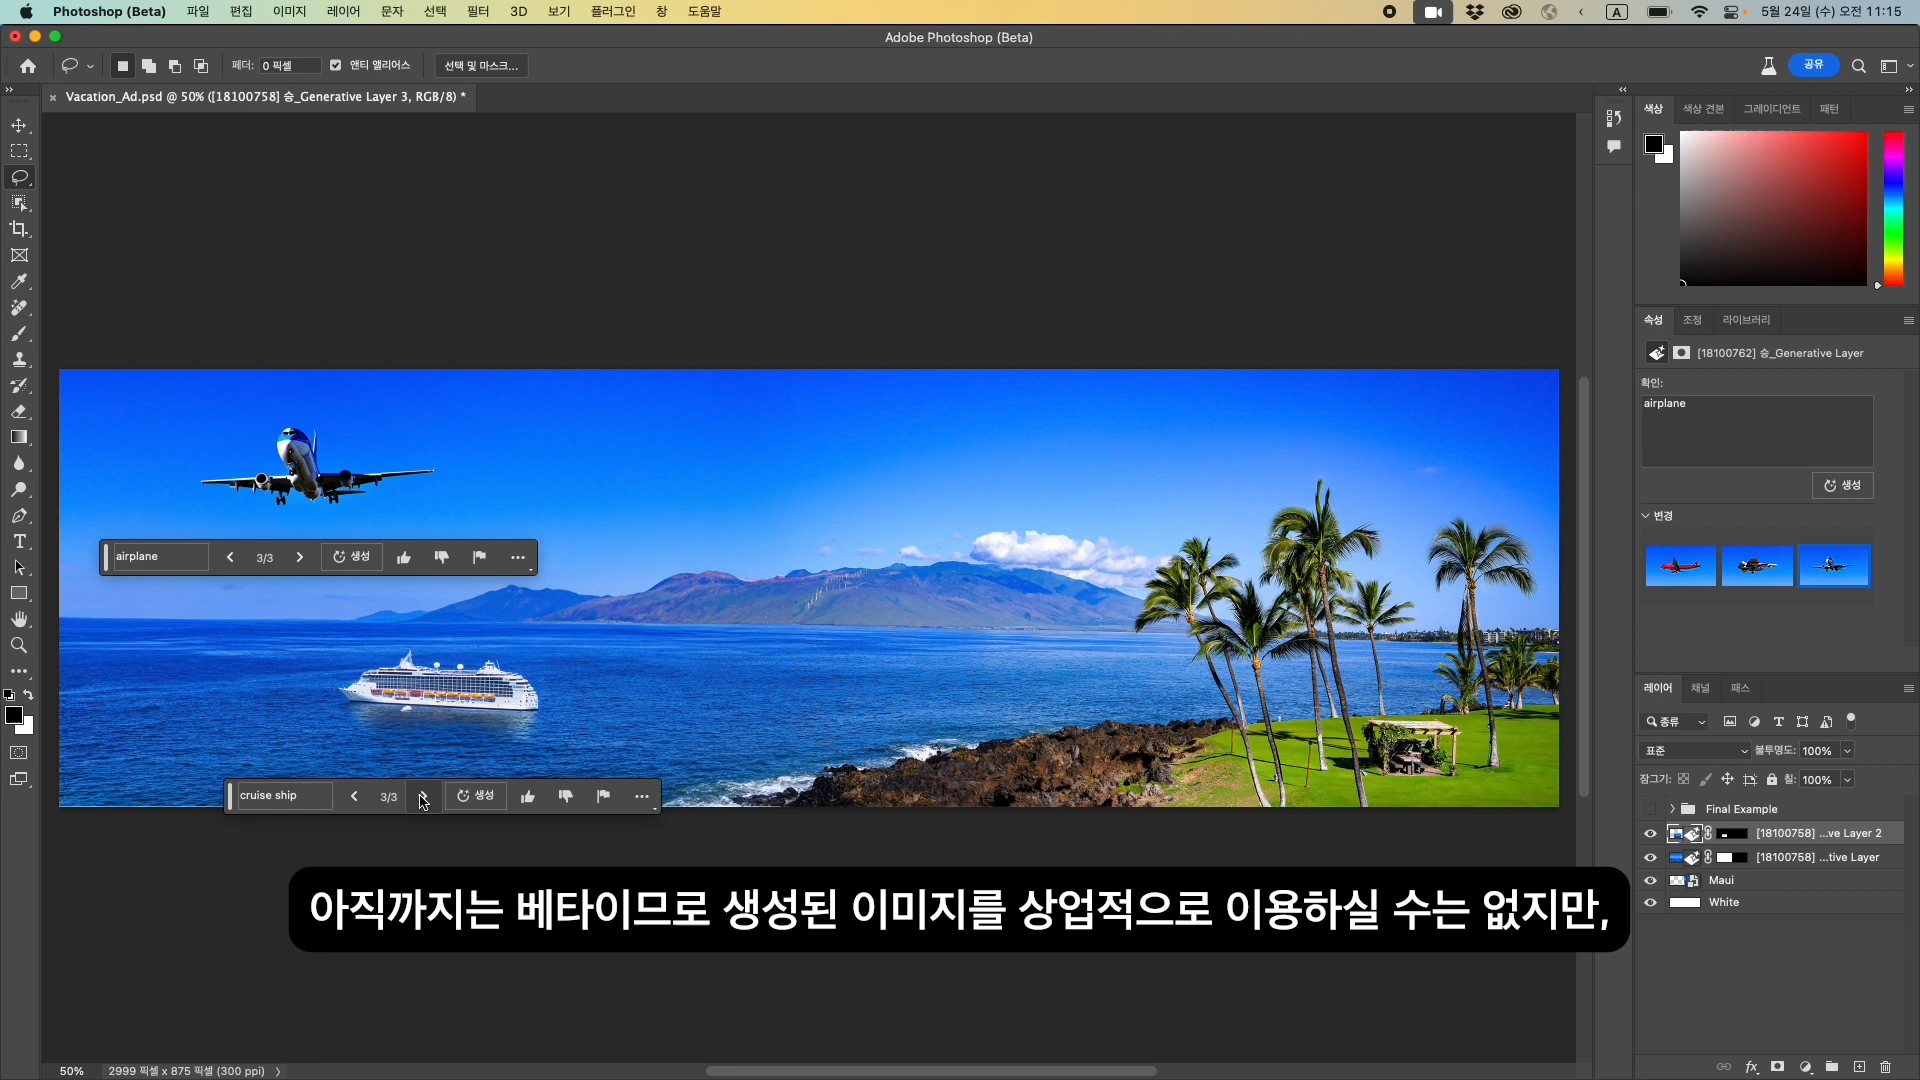 Photoshop (Beta) 파일 편집 이미지 레이어 문자 선택 필터 3D 보기 플러그인 창 도움말
A 5월 24일 (수) 오전 11:15
Adobe Photoshop (Beta)
페더: 0 픽셀 앤티 앨리어스 선택 및 마스크... 공유
Vacation_Ad.psd @ 50% ([18100758] 승_Generative Layer 3, RGB/8) *
색상 색상 견본 그레이디언트 패턴
속성 조정 라이브러리
[18100762] 승_Generative Layer
확인:
airplane
생성
변경
airplane 3/3 생성
cruise ship 3/3 생성
레이어 채널 패스
종류
표준 불투명도: 100%
잠그기: 칠: 100%
Final Example
[18100758] ...ve Layer 2
[18100758] ...tive Layer
Maui
White
아직까지는 베타이므로 생성된 이미지를 상업적으로 이용하실 수는 없지만,
50% 2999 픽셀 x 875 픽셀 (300 ppi)